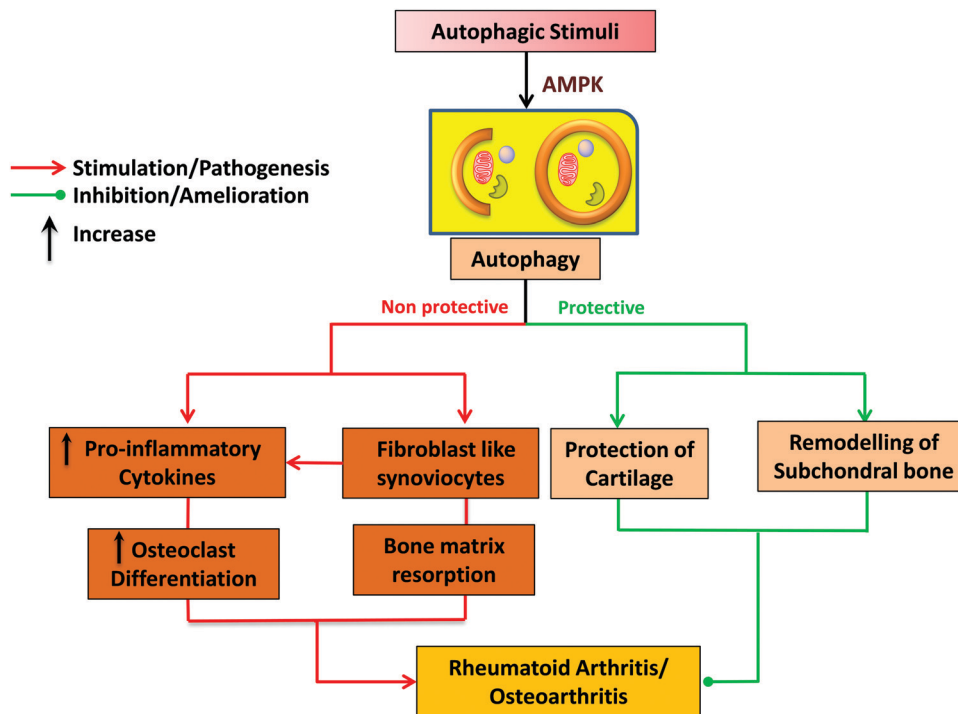 Autophagic Stimuli
AMPK
Stimulation/Pathogenesis
Inhibition/Amelioration
Increase
Autophagy
Non protective
Protective
Pro-inflammatory
Cytokines
Fibroblast like
synoviocytes
Protection of
Cartilage
Remodelling of
Subchondral bone
Osteoclast
Differentiation
Bone matrix
resorption
Rheumatoid Arthritis/
Osteoarthritis